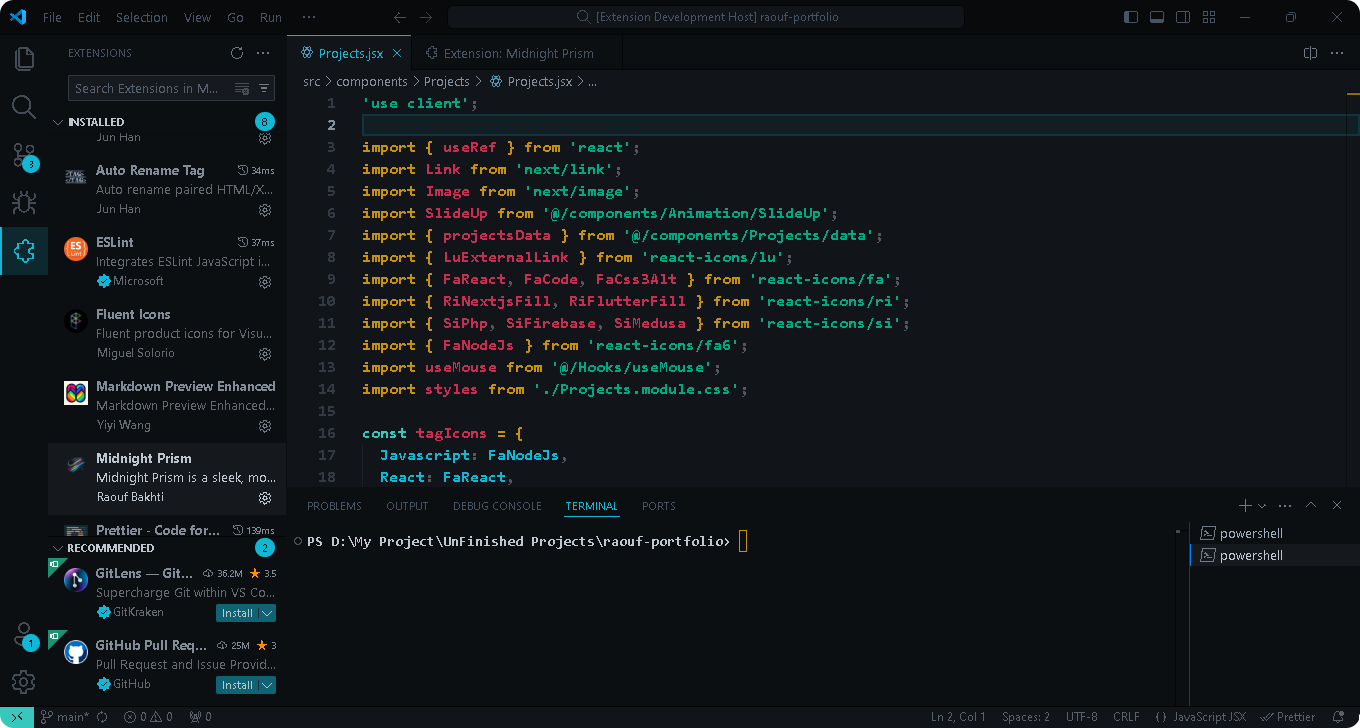 File Edit Selection View Go Run ···
[Extension Development Host] raouf-portfolio
EXTENSIONS
Search Extensions in M...
INSTALLED 8
Jun Han
Auto Rename Tag 34ms
Auto rename paired HTML/X...
Jun Han
ESLint 37ms
Integrates ESLint JavaScript i...
Microsoft
Fluent Icons
Fluent product icons for Visu...
Miguel Solorio
Markdown Preview Enhanced
Markdown Preview Enhanced...
Yiyi Wang
Midnight Prism
Midnight Prism is a sleek, mo...
Raouf Bakhti
Prettier - Code for... 139ms
RECOMMENDED 2
GitLens — Git... 36.2M 3.5
Supercharge Git within VS Co...
GitKraken Install
GitHub Pull Req... 25M 3
Pull Request and Issue Provid...
GitHub Install
3
1
ES
Lint
Projects.jsx
Extension: Midnight Prism
src > components > Projects > Projects.jsx > ...
1 'use client';
2
3 import { useRef } from 'react';
4 import Link from 'next/link';
5 import Image from 'next/image';
6 import SlideUp from '@/components/Animation/SlideUp';
7 import { projectsData } from '@/components/Projects/data';
8 import { LuExternalLink } from 'react-icons/lu';
9 import { FaReact, FaCode, FaCss3Alt } from 'react-icons/fa';
10 import { RiNextjsFill, RiFlutterFill } from 'react-icons/ri';
11 import { SiPhp, SiFirebase, SiMedusa } from 'react-icons/si';
12 import { FaNodeJs } from 'react-icons/fa6';
13 import useMouse from '@/Hooks/useMouse';
14 import styles from './Projects.module.css';
15
16 const tagIcons = {
17 Javascript: FaNodeJs,
18 React: FaReact,
PROBLEMS OUTPUT DEBUG CONSOLE TERMINAL PORTS
PS D:\My Project\UnFinished Projects\raouf-portfolio>
powershell
powershell
main* 0 0 0
Ln 2, Col 1 Spaces: 2 UTF-8 CRLF {} JavaScript JSX Prettier